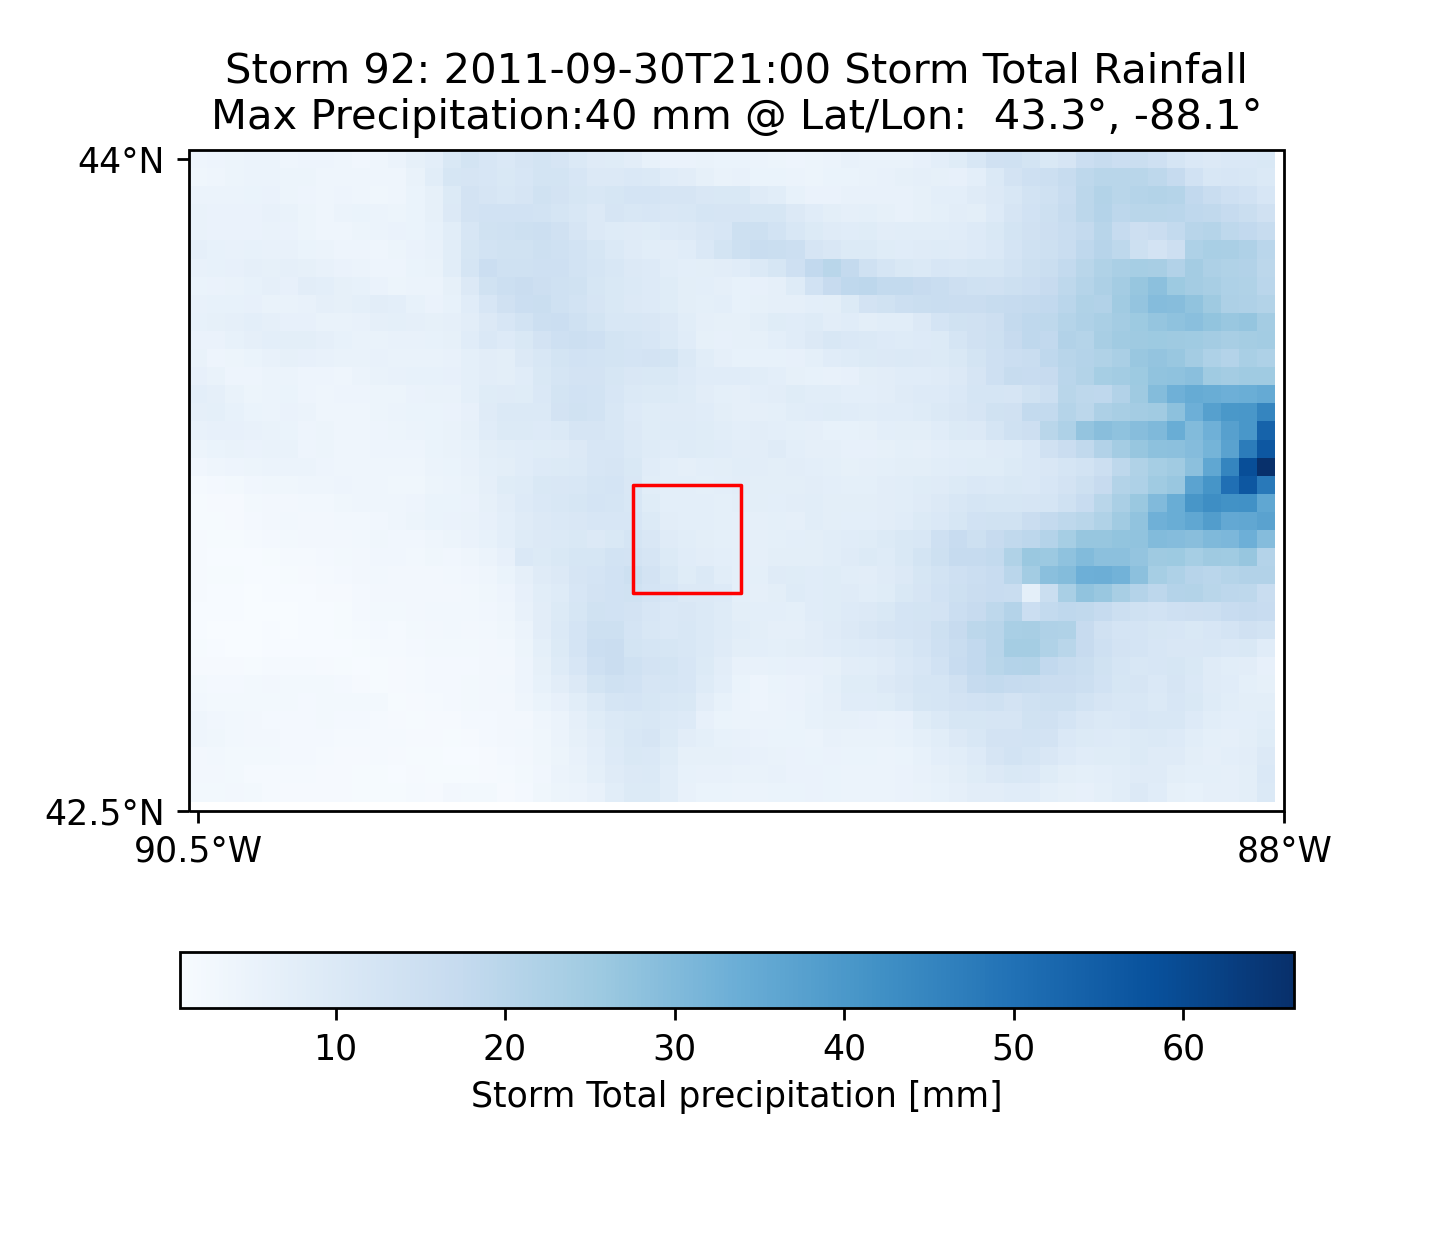 Storm 92: 2011-09-30T21:00 Storm Total Rainfall
Max Precipitation:40 mm @ Lat/Lon:  43.3°, -88.1°
44°N
42.5°N
90.5°W
88°W
10
20
30
40
50
60
Storm Total precipitation [mm]